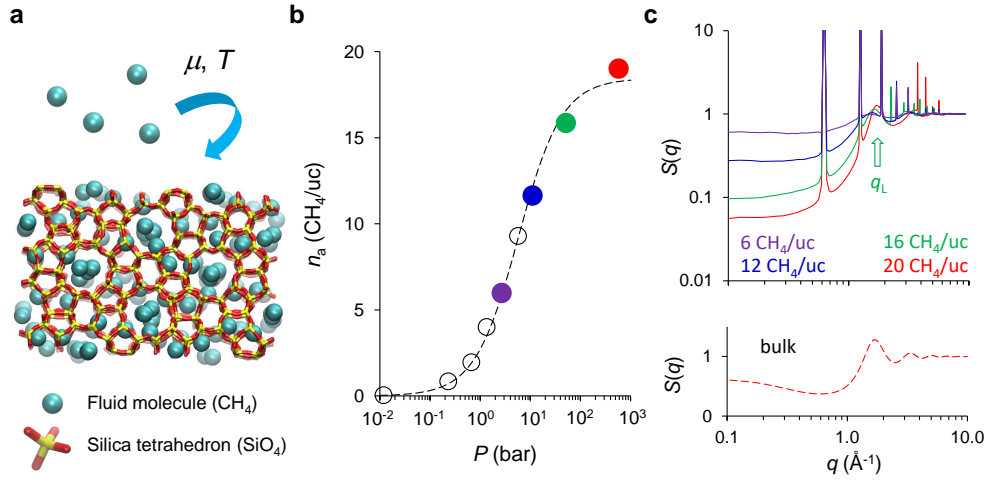 a
μ, T
Fluid molecule (CH4)
Silica tetrahedron (SiO4)
b
20
15
10
5
0
na (CH4/uc)
10-2
10-1
100
101
102
103
P (bar)
c
10
1
0.1
0.01
S(q)
qL
6 CH4/uc
16 CH4/uc
12 CH4/uc
20 CH4/uc
bulk
1
0
S(q)
0.1
1.0
10.0
q (Å-1)